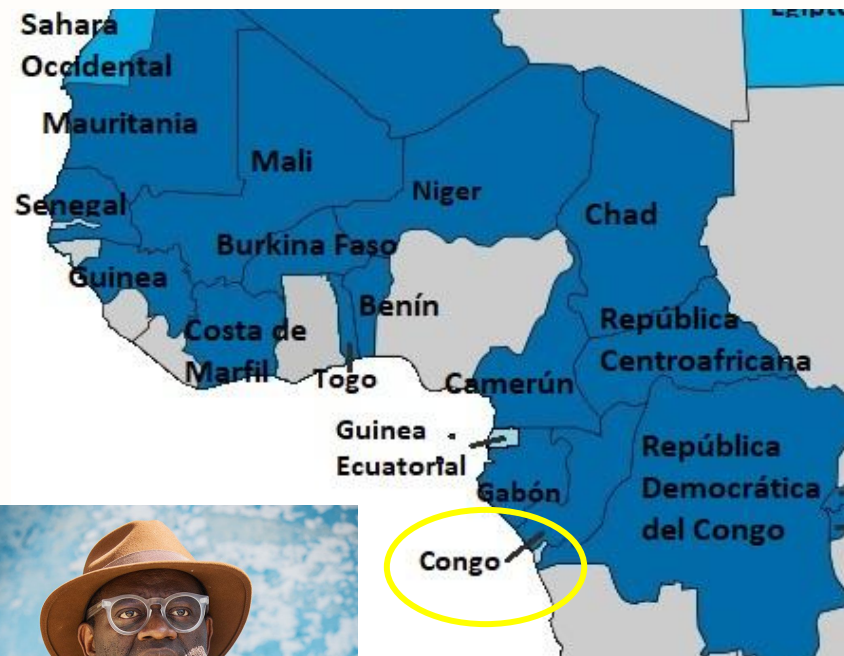 Sahara
Occidental
Mauritania
Mali
Niger
Senegal
Chad
Burkina Faso
Guinea
Benín
Costa de
Marfil
Togo
República
Centroafricana
Camerún
Guinea
Ecuatorial
República
Democrática
del Congo
Gabón
Congo